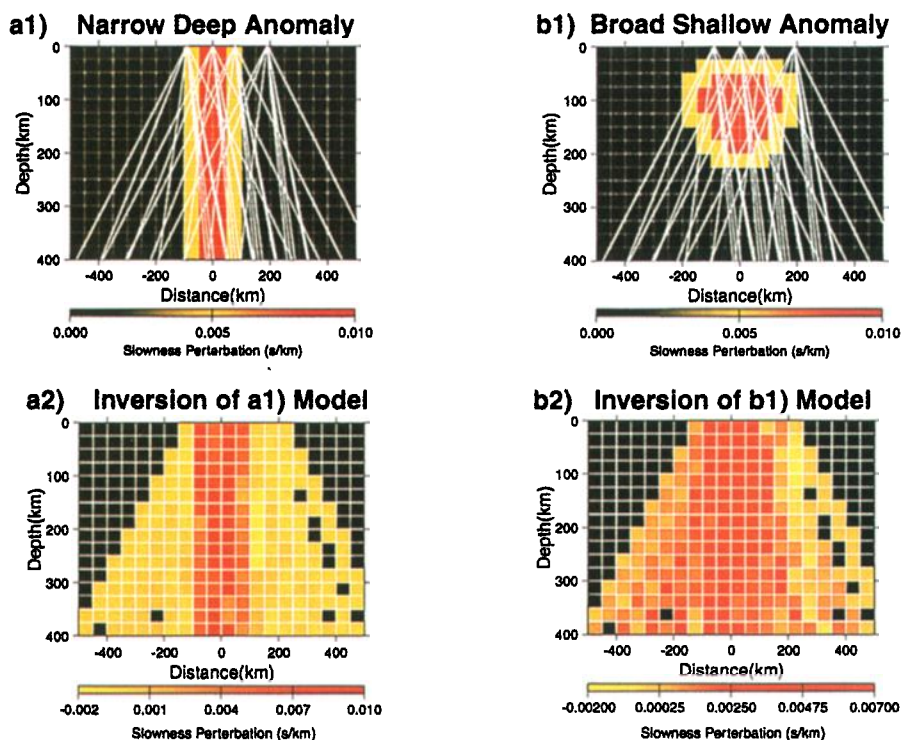 a1) Narrow Deep Anomaly
0
100
200
300
400
Depth(km)
-400 -200 0 200 400
Distance(km)
0.000 0.005 0.010
Slowness Perterbation (s/km)
b1) Broad Shallow Anomaly
0
100
200
300
400
Depth(km)
-400 -200 0 200 400
Distance(km)
0.000 0.005 0.010
Slowness Perterbation (s/km)
a2) Inversion of a1) Model
0
100
200
300
400
Depth(km)
-400 -200 0 200 400
Distance(km)
-0.002 0.001 0.004 0.007 0.010
Slowness Perterbation (s/km)
b2) Inversion of b1) Model
0
100
200
300
400
Depth(km)
-400 -200 0 200 400
Distance(km)
-0.00200 0.00025 0.00250 0.00475 0.00700
Slowness Perterbation (s/km)